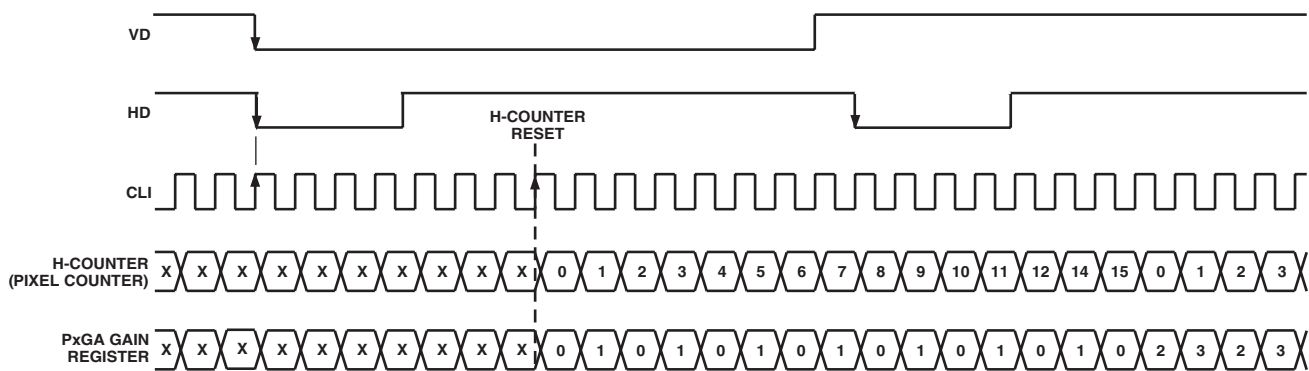 VD
HD
H-COUNTER
RESET
CLI
H-COUNTER
(PIXEL COUNTER)
X X X X X X X X X X 0 1 2 3 4 5 6 7 8 9 10 11 12 14 15 0 1 2 3
PxGA GAIN
REGISTER
X X X X X X X X X X 0 1 0 1 0 1 0 1 0 1 0 1 0 1 0 2 3 2 3